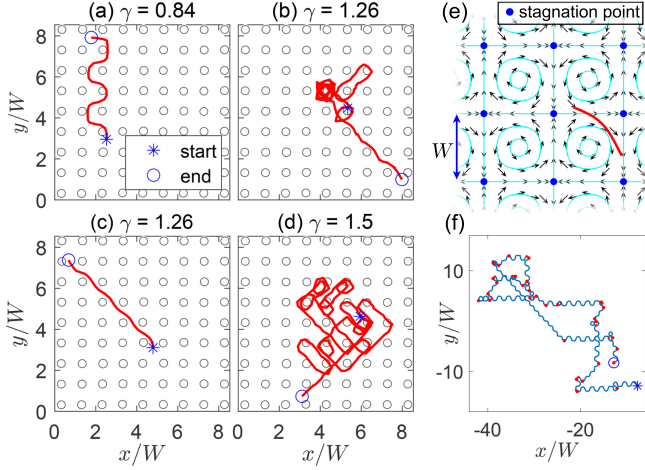 (a) γ = 0.84
(b) γ = 1.26
(e)
stagnation point
8
6
4
2
0
y/W
start
end
W
(c) γ = 1.26
(d) γ = 1.5
(f)
8
6
4
2
0
y/W
0 2 4 6 8
x/W
0 2 4 6 8
x/W
10
-10
y/W
-40 -20
x/W